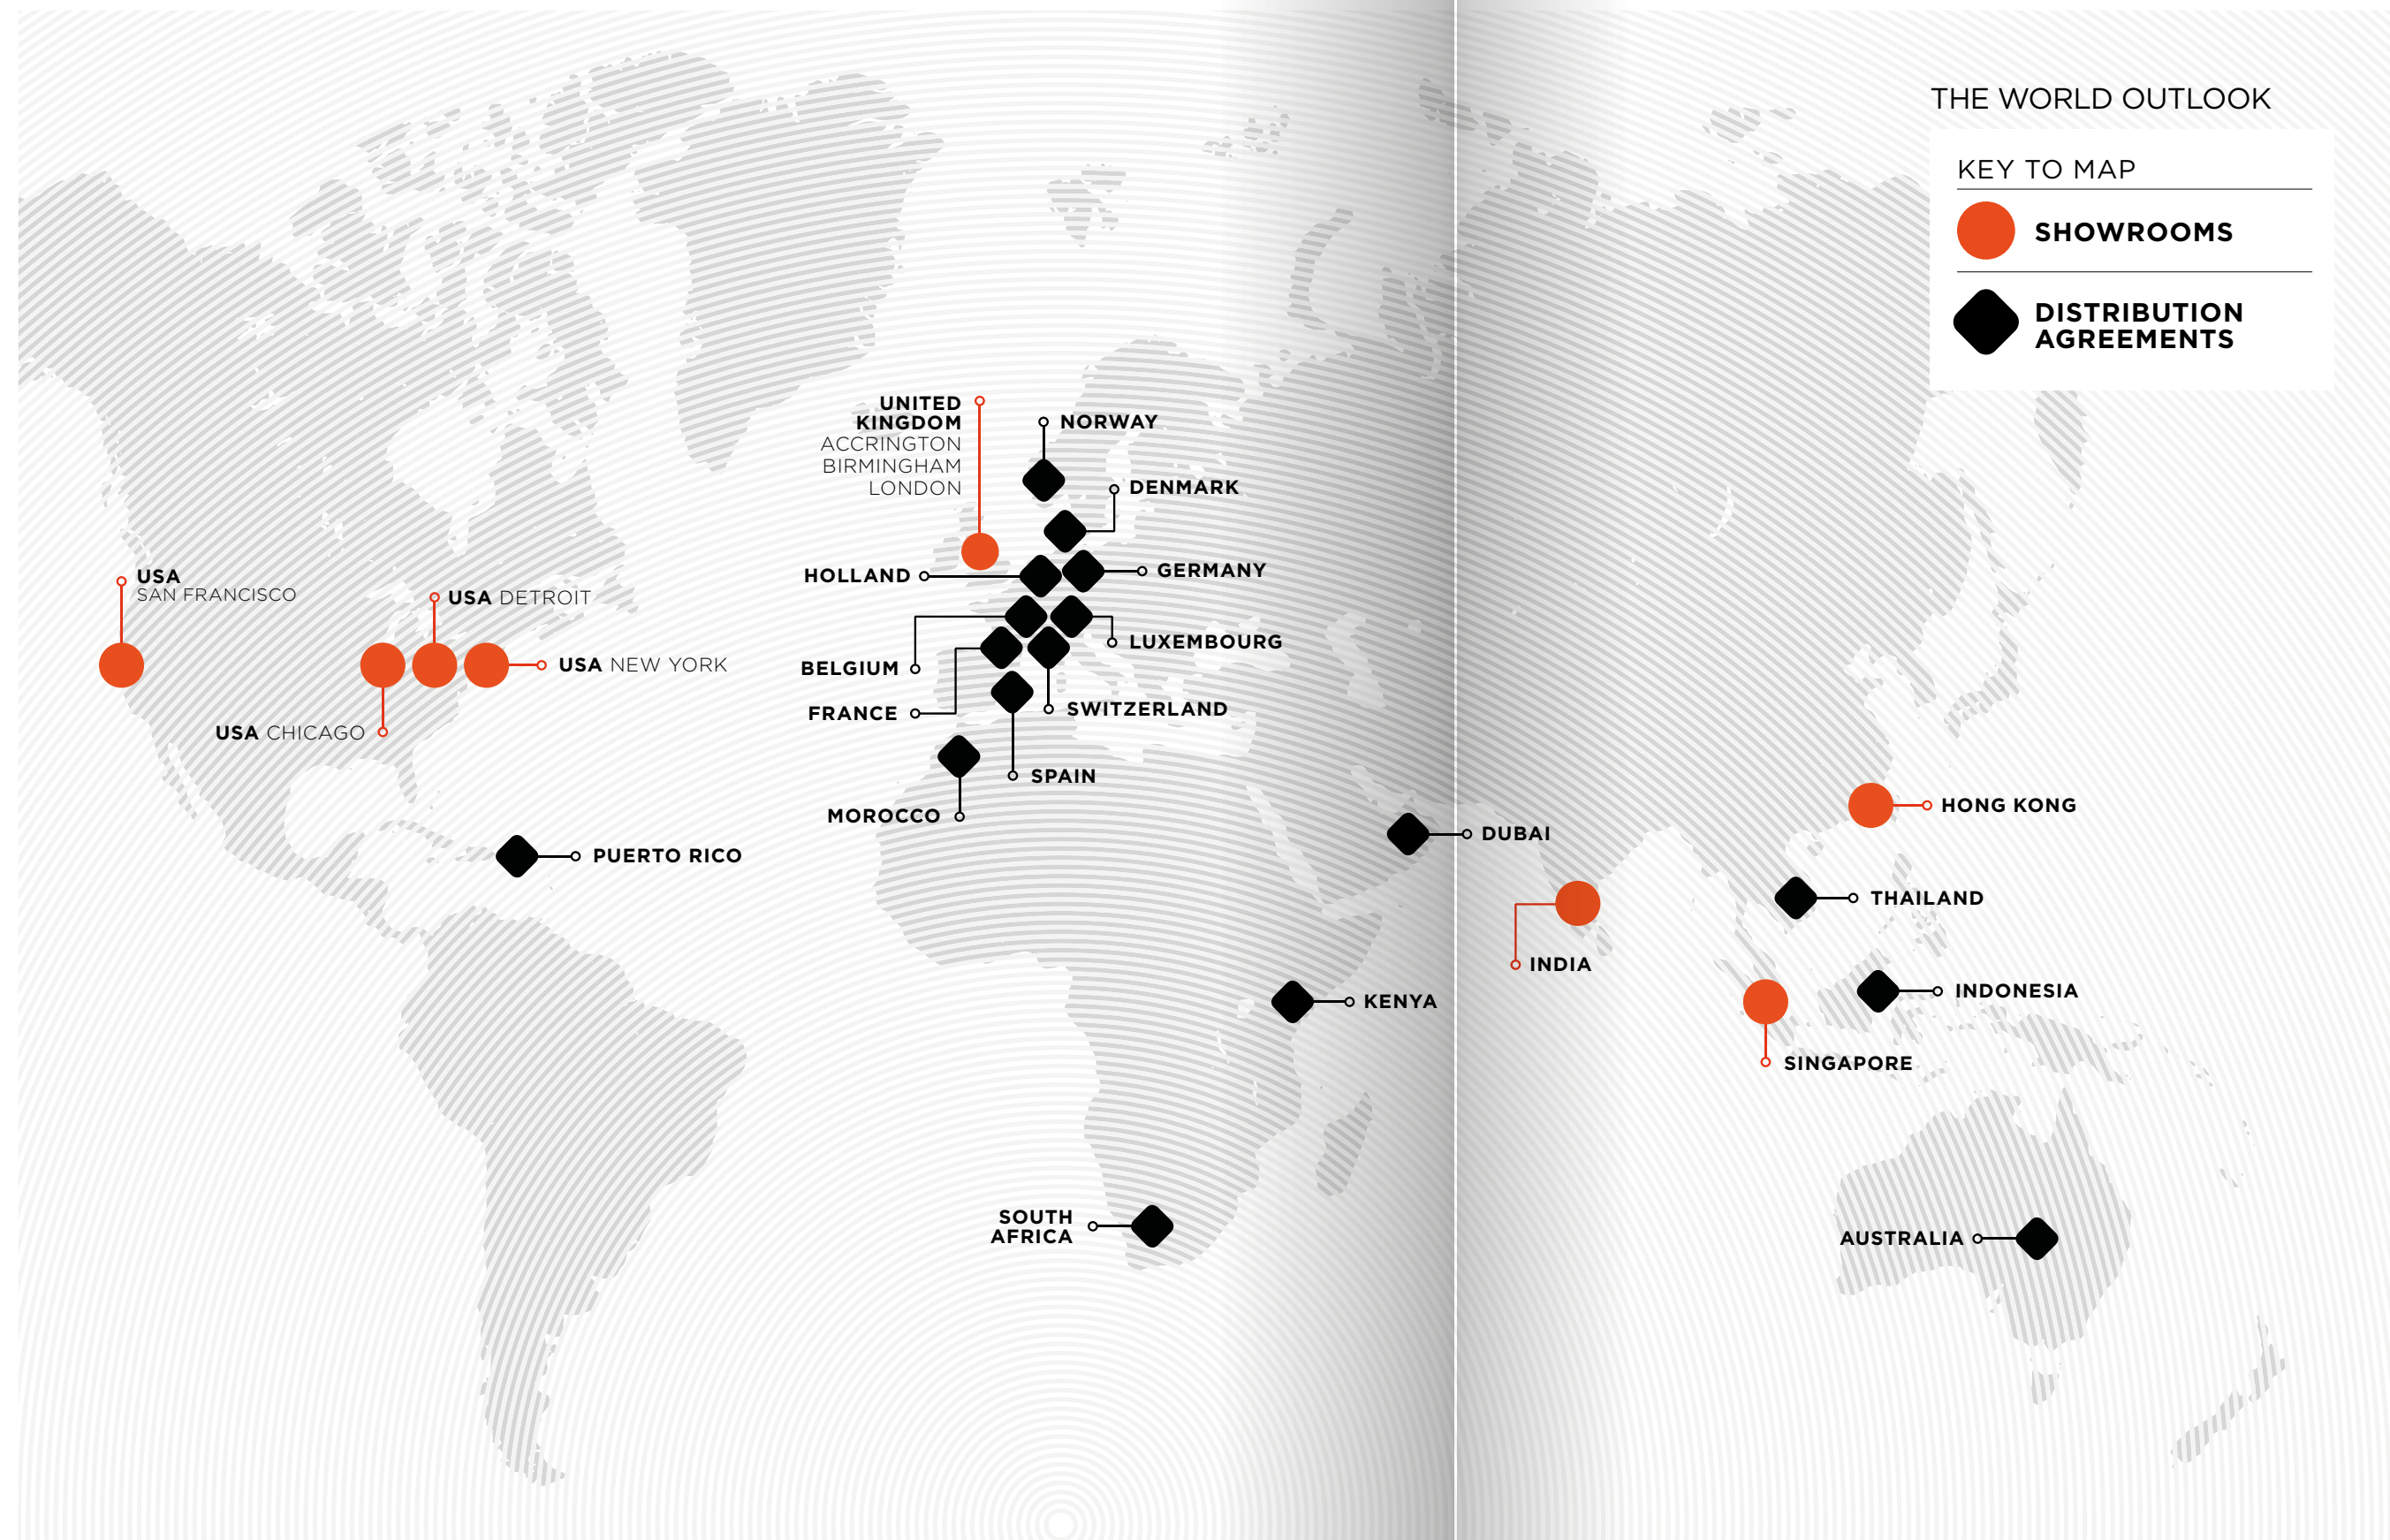 THE WORLD OUTLOOK
KEY TO MAP
SHOWROOMS
DISTRIBUTION
AGREEMENTS
UNITED
KINGDOM
ACCRINGTON
BIRMINGHAM
LONDON
NORWAY
DENMARK
HOLLAND
GERMANY
USA
SAN FRANCISCO
USA DETROIT
USA NEW YORK
USA CHICAGO
BELGIUM
LUXEMBOURG
FRANCE
SWITZERLAND
SPAIN
MOROCCO
PUERTO RICO
DUBAI
HONG KONG
THAILAND
INDIA
KENYA
INDONESIA
SINGAPORE
SOUTH
AFRICA
AUSTRALIA